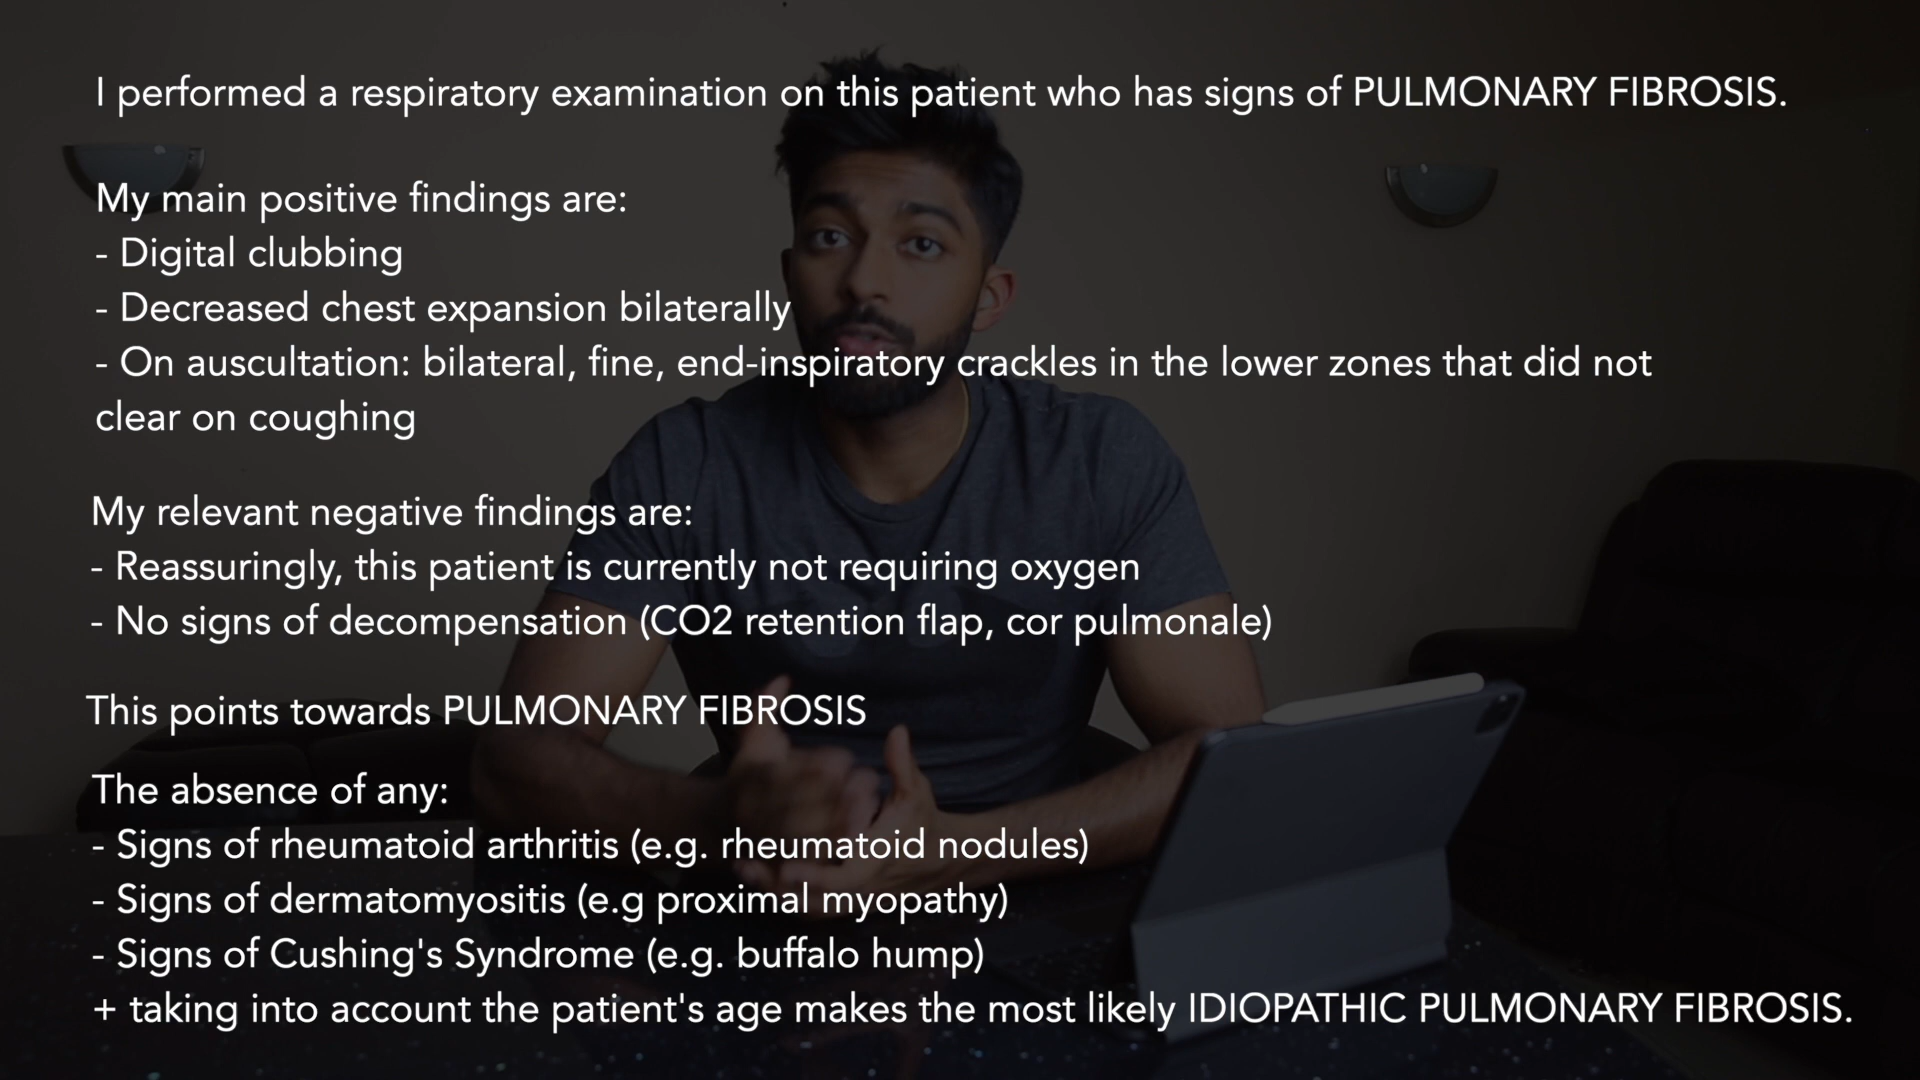 I performed a respiratory examination on this patient who has signs of PULMONARY FIBROSIS.
My main positive findings are:
- Digital clubbing
- Decreased chest expansion bilaterally
- On auscultation: bilateral, fine, end-inspiratory crackles in the lower zones that did not
clear on coughing
My relevant negative findings are:
- Reassuringly, this patient is currently not requiring oxygen
- No signs of decompensation (CO2 retention flap, cor pulmonale)
This points towards PULMONARY FIBROSIS
The absence of any:
- Signs of rheumatoid arthritis (e.g. rheumatoid nodules)
- Signs of dermatomyositis (e.g proximal myopathy)
- Signs of Cushing's Syndrome (e.g. buffalo hump)
+ taking into account the patient's age makes the most likely IDIOPATHIC PULMONARY FIBROSIS.